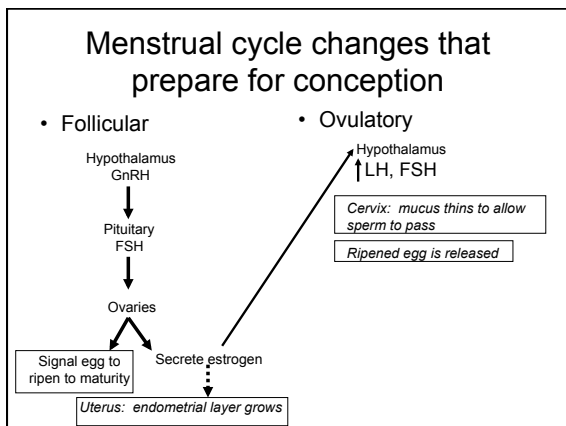 Menstrual cycle changes that
prepare for conception
• Follicular
Hypothalamus
GnRH
Pituitary
FSH
Ovaries
Signal egg to
ripen to maturity
Secrete estrogen
Uterus: endometrial layer grows
• Ovulatory
Hypothalamus
LH, FSH
Cervix: mucus thins to allow
sperm to pass
Ripened egg is released